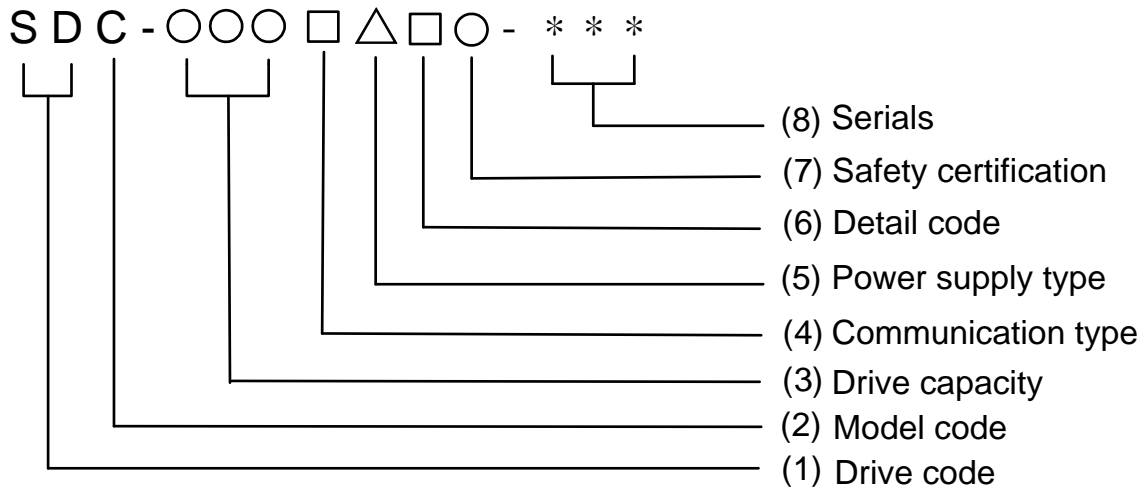 SDC-○○○□△□○-***
(8) Serials
(7) Safety certification
(6) Detail code
(5) Power supply type
(4) Communication type
(3) Drive capacity
(2) Model code
(1) Drive code